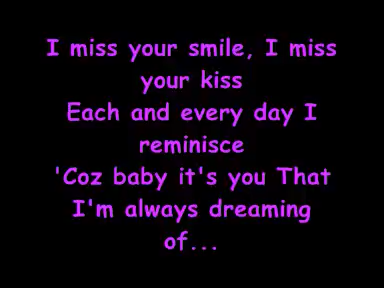 I miss your smile, I miss
your kiss
Each and every day I
reminisce
'Coz baby it's you That
I'm always dreaming
of...